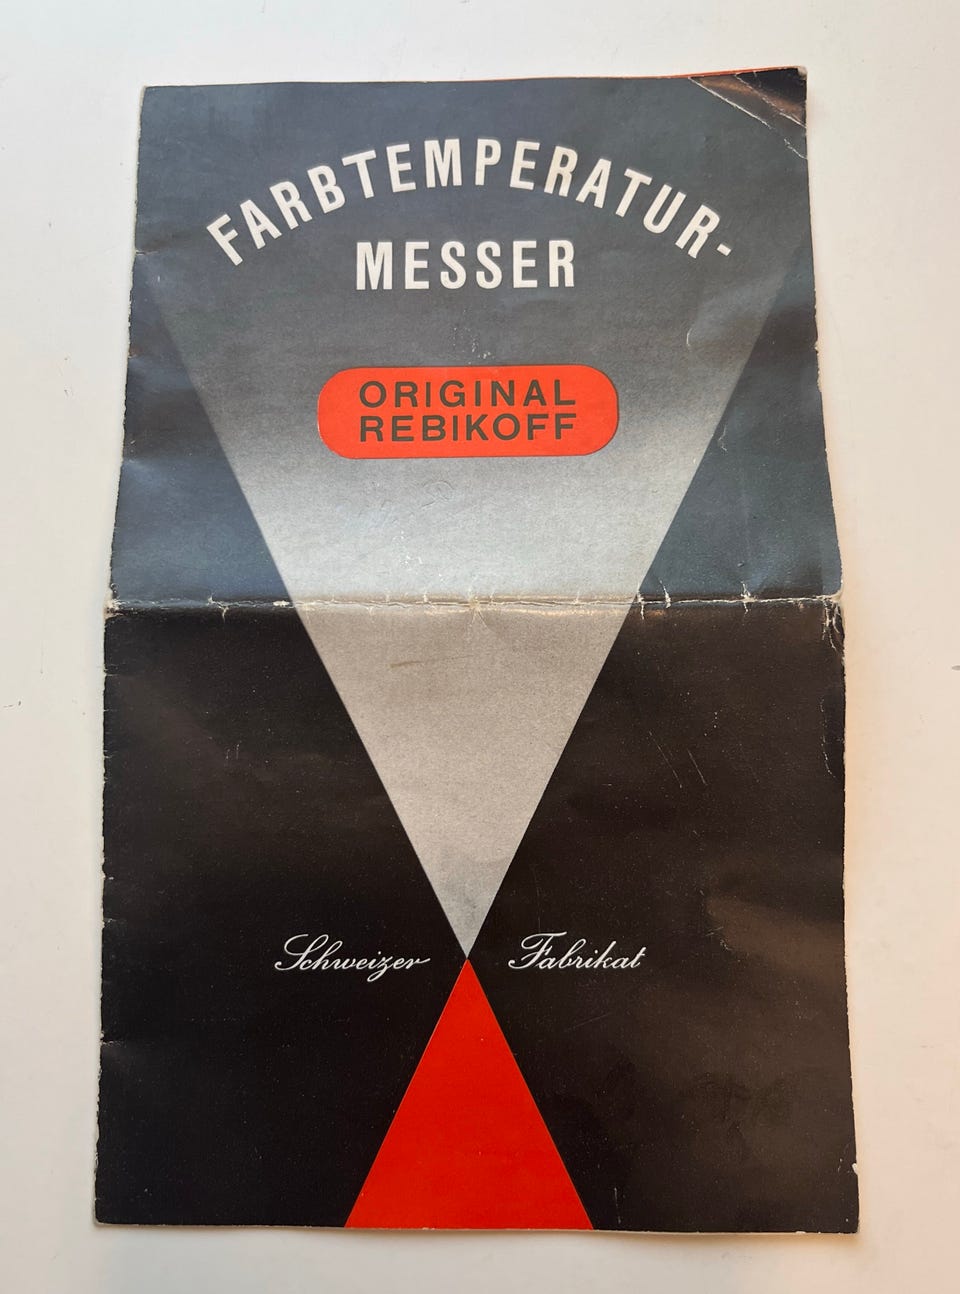 FARBTEMPERATUR-
MESSER
ORIGINAL
REBIKOFF
Schweizer Fabrikat